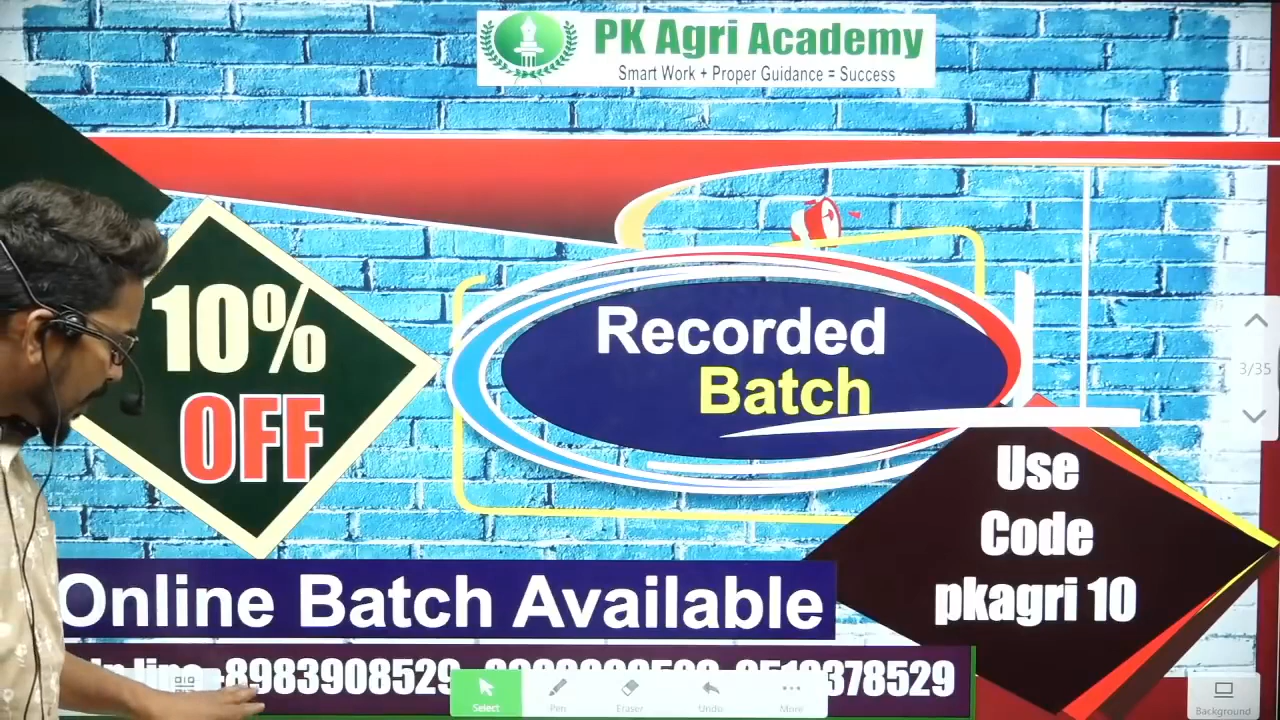 PK Agri Academy
Smart Work + Proper Guidance = Success
10%
OFF
Recorded
Batch
Use
Code
pkagri 10
3/35
Online Batch Available
8983908529
378529
Select
Pen
Eraser
Undo
More
Background